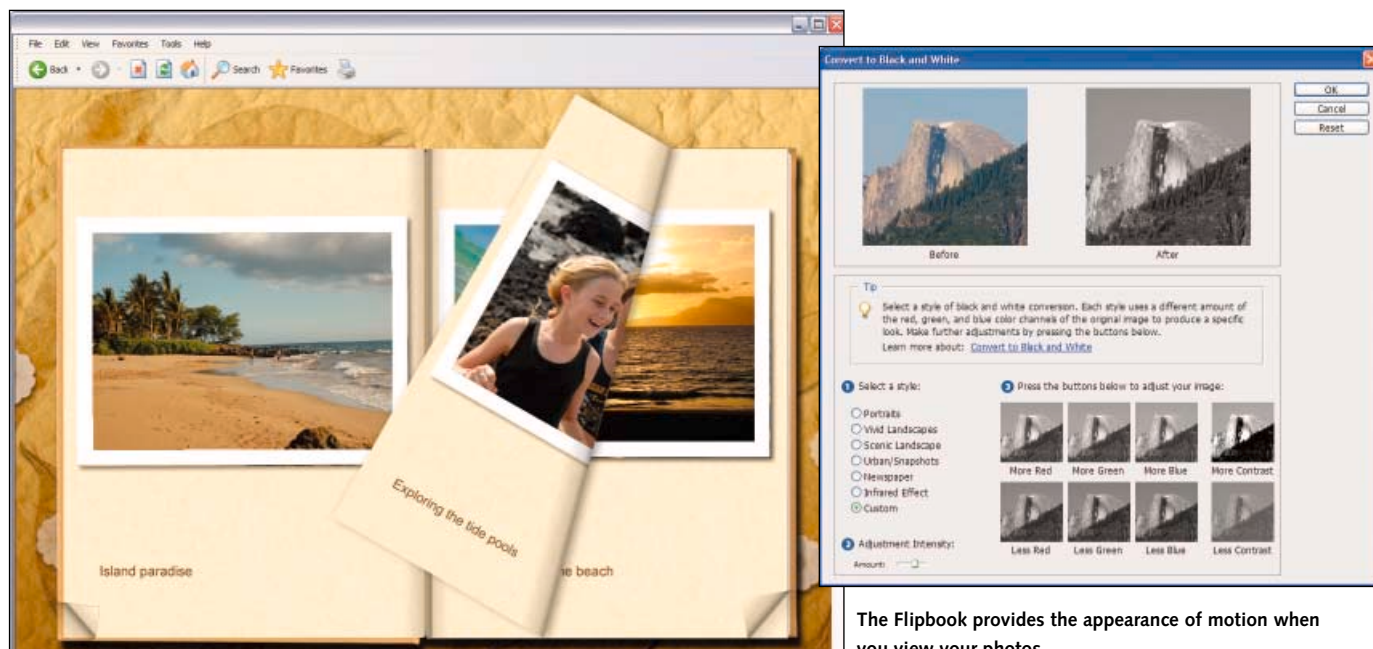 File Edit View Favorites Tools Help
Back Search Favorites
Exploring the tide pools
Island paradise
e beach
Convert to Black and White
OK
Cancel
Reset
Before After
Tip
Select a style of black and white conversion. Each style uses a different amount of
the red, green, and blue color channels of the original image to produce a specific
look. Make further adjustments by pressing the buttons below.
Learn more about: Convert to Black and White
1 Select a style:
Portraits
Vivid Landscapes
Scenic Landscape
Urban/Snapshots
Newspaper
Infrared Effect
Custom
2 Adjustment Intensity:
Amount:
3 Press the buttons below to adjust your image:
More Red More Green More Blue More Contrast
Less Red Less Green Less Blue Less Contrast
The Flipbook provides the appearance of motion when
you view your photos